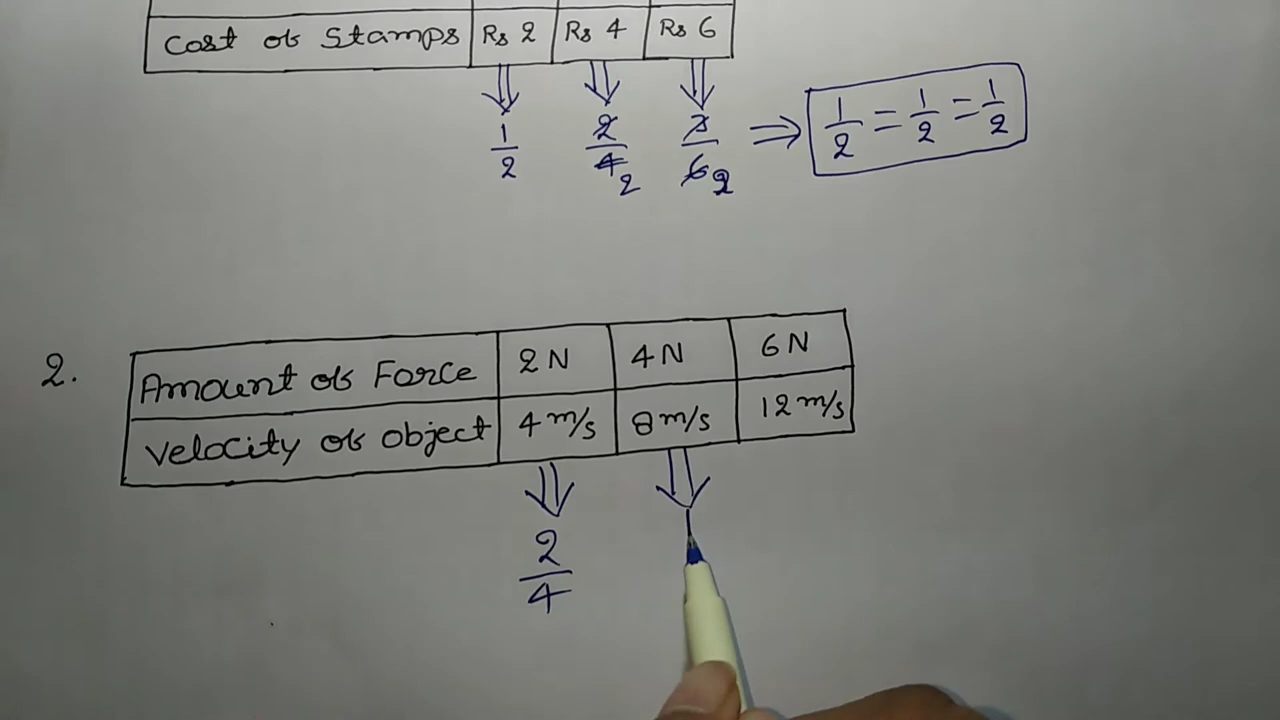 Cost of Stamps Rs 2 Rs 4 Rs 6
1/2 2/4 2 3/6 2 ⇒ 1/2 = 1/2 = 1/2
2.
Amount of Force 2 N 4 N 6 N
Velocity of object 4 m/s 8 m/s 12 m/s
2/4